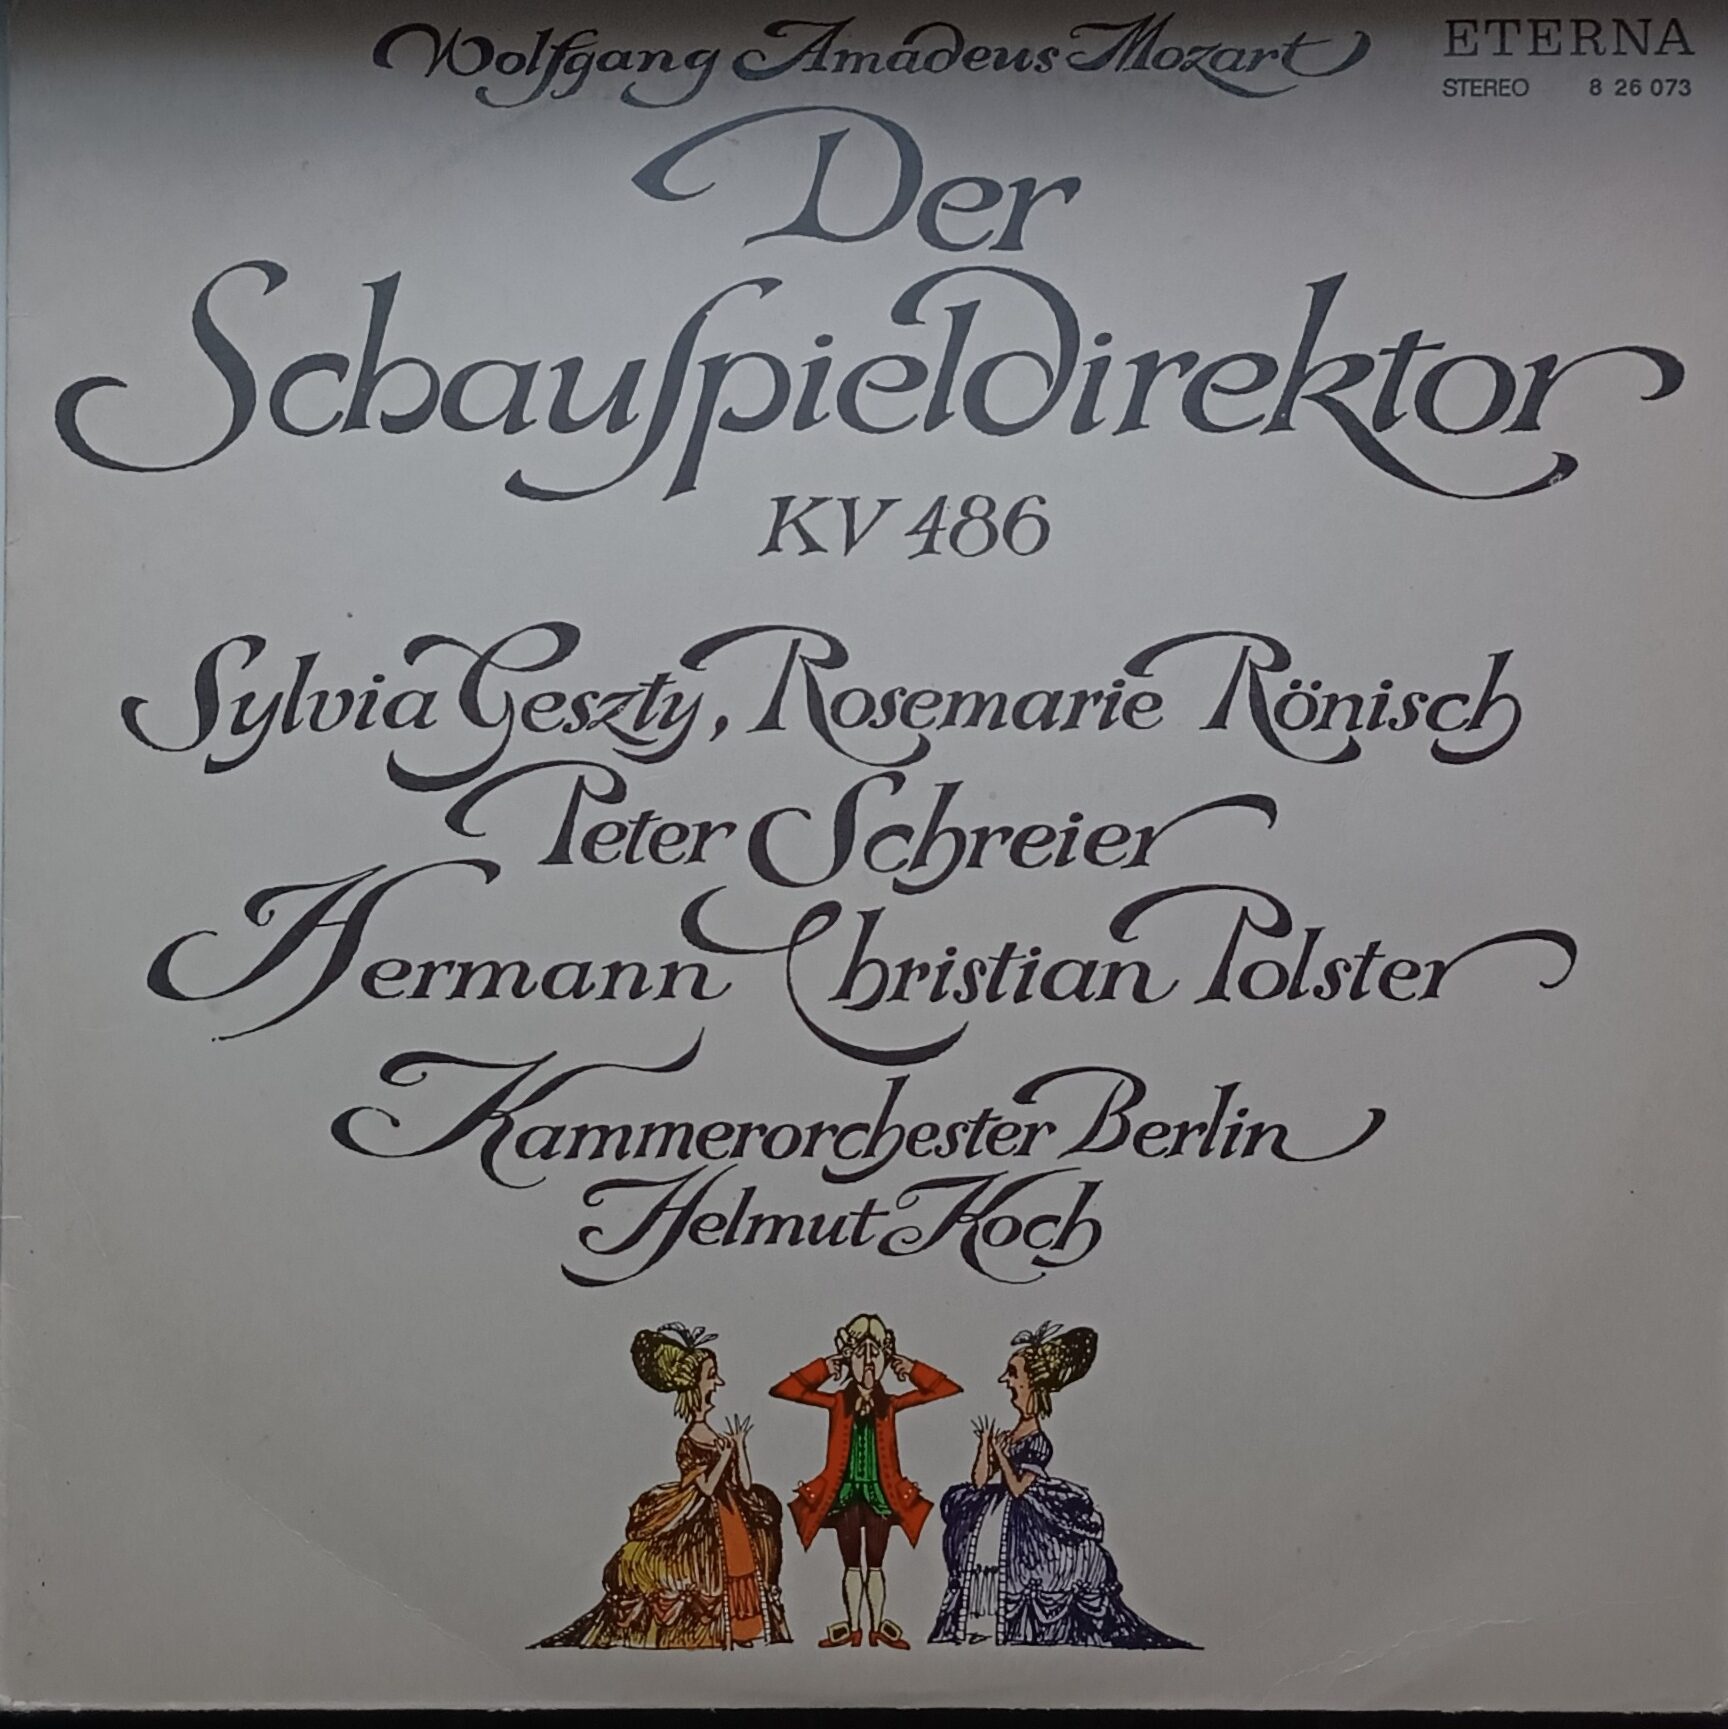 Wolfgang Amadeus Mozart
ETERNA
STEREO 8 26 073
Der
Schauſpieldirektor
KV 486
Sylvia Geszty, Rosemarie Rönisch
Peter Schreier
Hermann Christian Polster
Kammerorchester Berlin
Helmut Koch